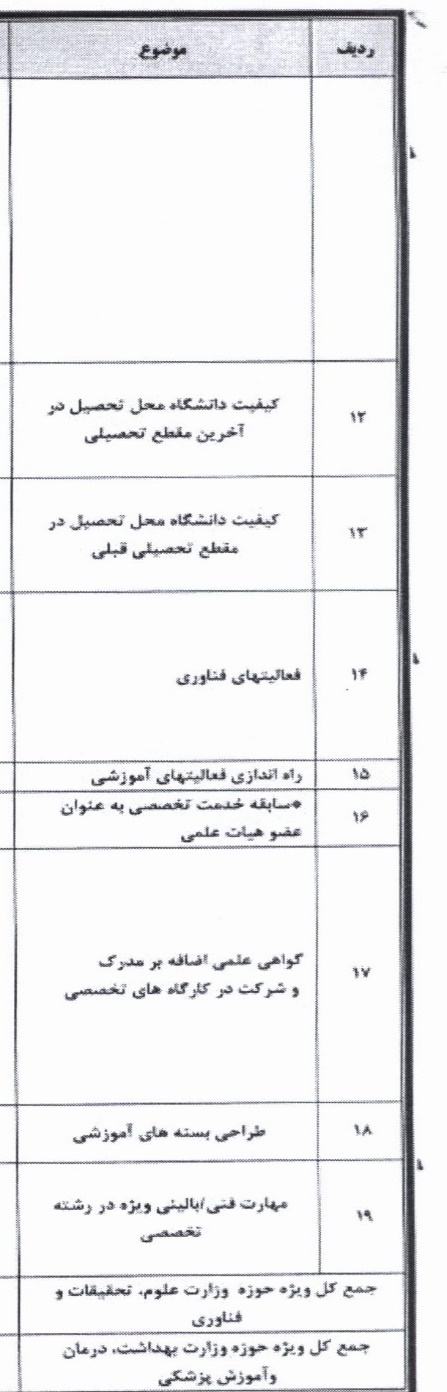 ردیف موضوع
۱۲ کیفیت دانشگاه محل تحصیل در
آخرین مقطع تحصیلی
۱۳ کیفیت دانشگاه محل تحصیل در
مقطع تحصیلی قبلی
۱۴ فعالیتهای فناوری
۱۵ راه اندازی فعالیتهای آموزشی
۱۶ *سابقه خدمت تخصصی به عنوان
عضو هیات علمی
۱۷ گواهی علمی اضافه بر مدرک
و شرکت در کارگاه های تخصصی
۱۸ طراحی بسته های آموزشی
۱۹ مهارت فنی/بالینی ویژه در رشته
تخصصی
جمع کل ویژه حوزه وزارت علوم، تحقیقات و
فناوری
جمع کل ویژه حوزه وزارت بهداشت، درمان
وآموزش پزشکی